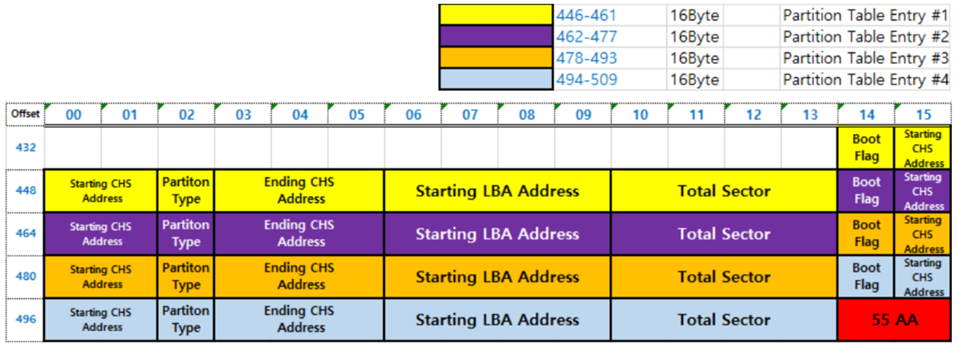 446-461 16Byte Partition Table Entry #1
462-477 16Byte Partition Table Entry #2
478-493 16Byte Partition Table Entry #3
494-509 16Byte Partition Table Entry #4
Offset 00 01 02 03 04 05 06 07 08 09 10 11 12 13 14 15
432 Boot Flag Starting CHS Address
448 Starting CHS Address Partiton Type Ending CHS Address Starting LBA Address Total Sector Boot Flag Starting CHS Address
464 Starting CHS Address Partiton Type Ending CHS Address Starting LBA Address Total Sector Boot Flag Starting CHS Address
480 Starting CHS Address Partiton Type Ending CHS Address Starting LBA Address Total Sector Boot Flag Starting CHS Address
496 Starting CHS Address Partiton Type Ending CHS Address Starting LBA Address Total Sector 55 AA